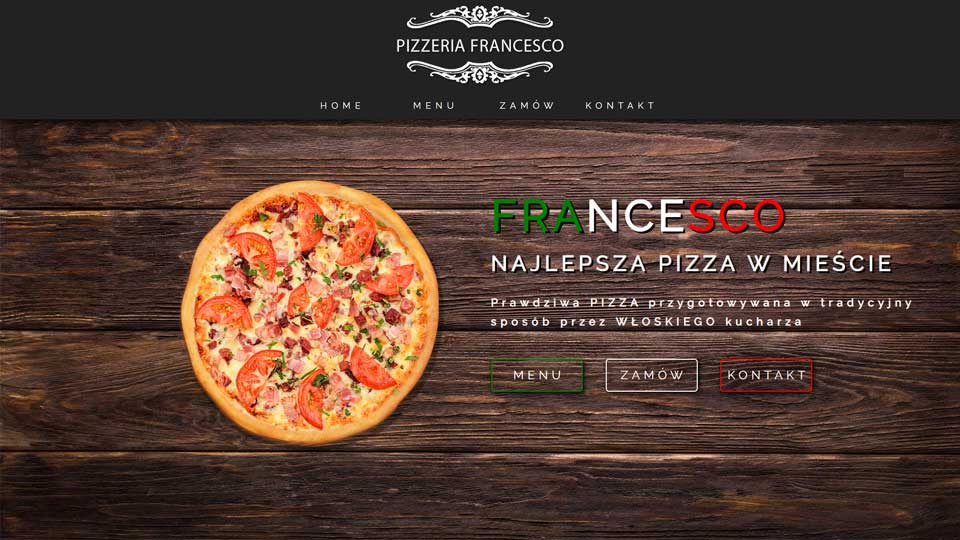 PIZZERIA FRANCESCO
HOME MENU ZAMÓW KONTAKT
FRANCESCO
NAJLEPSZA PIZZA W MIEŚCIE
Prawdziwa PIZZA przygotowywana w tradycyjny
sposób przez WŁOSKIEGO kucharza
MENU ZAMÓW KONTAKT